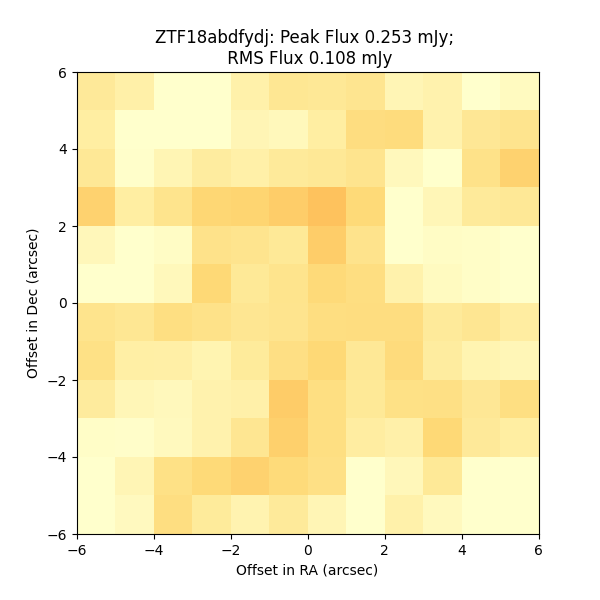 ZTF18abdfydj: Peak Flux 0.253 mJy;
RMS Flux 0.108 mJy
6
4
2
0
−2
−4
−6
Offset in Dec (arcsec)
−6 −4 −2 0 2 4 6
Offset in RA (arcsec)